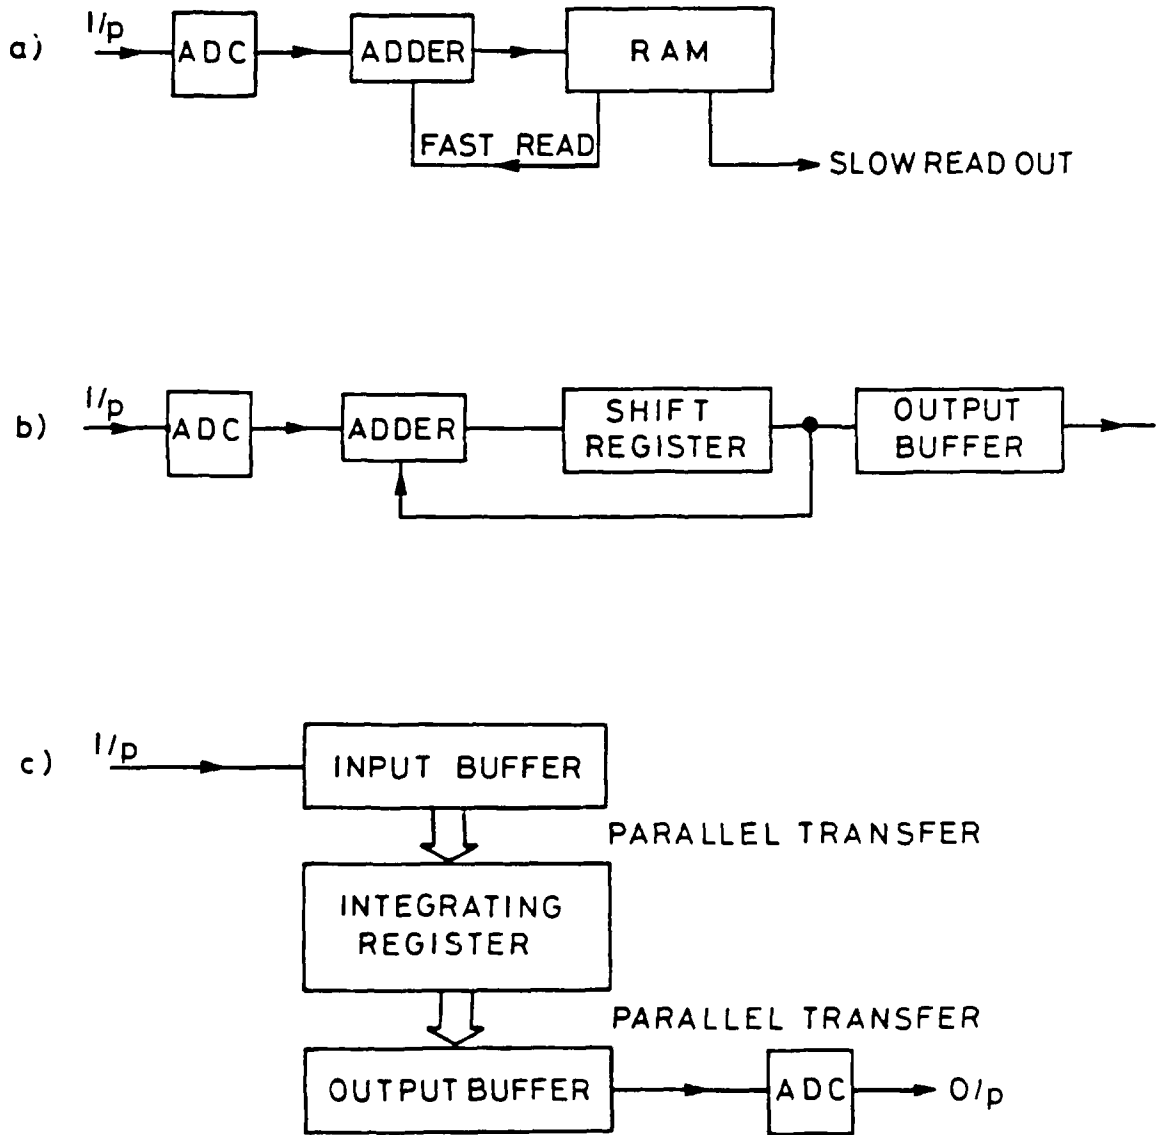 a)
I/p
ADC
ADDER
RAM
FAST READ
SLOW READ OUT
b)
I/p
ADC
ADDER
SHIFT
REGISTER
OUTPUT
BUFFER
c)
I/p
INPUT BUFFER
PARALLEL TRANSFER
INTEGRATING
REGISTER
PARALLEL TRANSFER
OUTPUT BUFFER
ADC
O/p